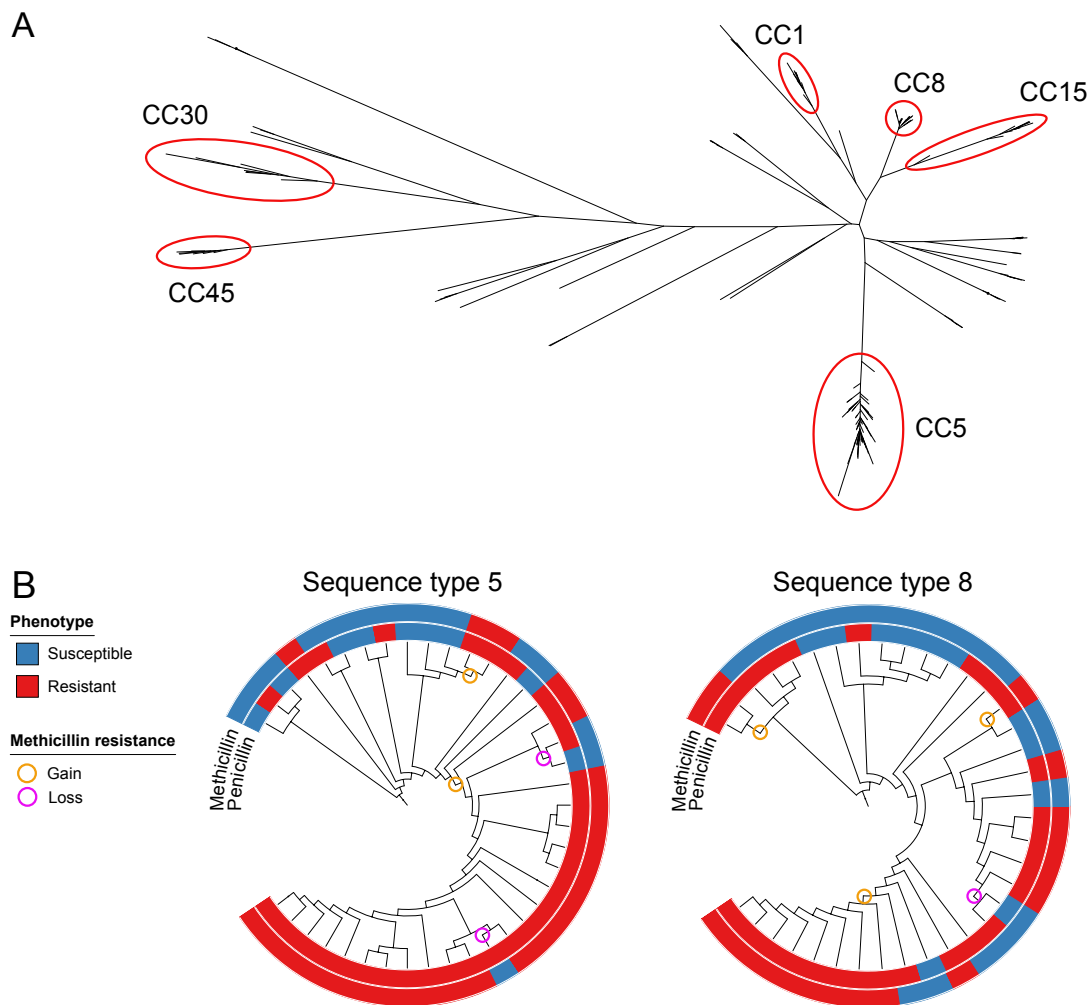 A
CC1
CC8
CC15
CC30
CC45
CC5
B
Sequence type 5
Sequence type 8
Phenotype
Susceptible
Resistant
Methicillin resistance
Gain
Loss
Methicillin
Penicillin
Methicillin
Penicillin